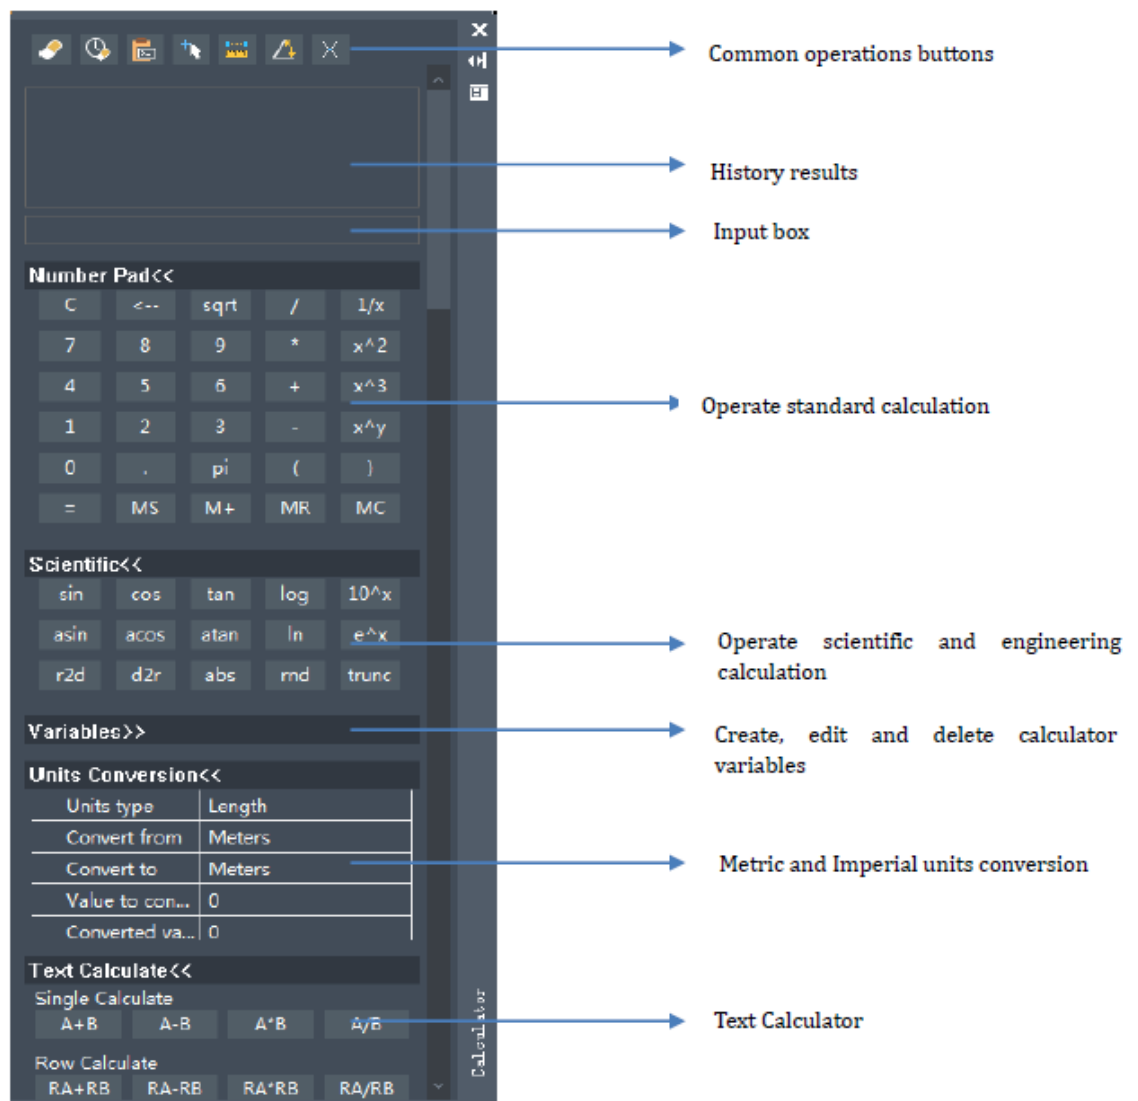 Common operations buttons
History results
Input box
Number Pad<<
C <-- sqrt / 1/x
7 8 9 * x^2
4 5 6 + x^3
Operate standard calculation
1 2 3 - x^y
0 . pi ( )
= MS M+ MR MC
Scientific<<
sin cos tan log 10^x
asin acos atan ln e^x
Operate scientific and engineering
calculation
r2d d2r abs rnd trunc
Variables>>
Create, edit and delete calculator
variables
Units Conversion<<
Units type Length
Convert from Meters
Convert to Meters
Metric and Imperial units conversion
Value to con... 0
Converted va... 0
Text Calculate<<
Single Calculate
A+B A-B A*B A/B
Text Calculator
Row Calculate
RA+RB RA-RB RA*RB RA/RB
Calculator